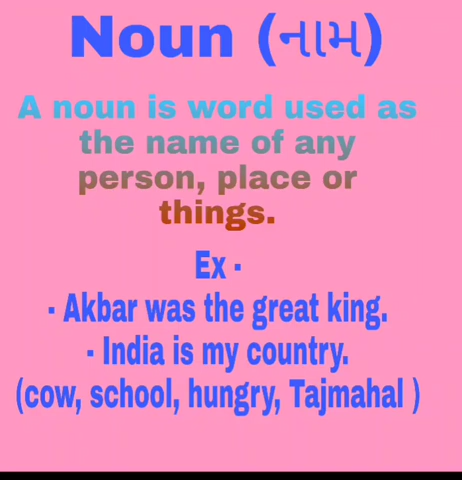 Noun (નામ)
A noun is word used as
the name of any
person, place or
things.
Ex -
- Akbar was the great king.
- India is my country.
(cow, school, hungry, Tajmahal )